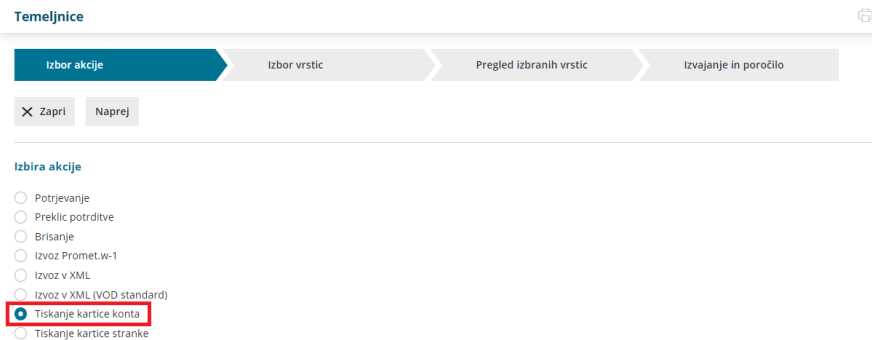 Temeljnice
Izbor akcije
Izbor vrstic
Pregled izbranih vrstic
Izvajanje in poročilo
Zapri
Naprej
Izbira akcije
Potrjevanje
Preklic potrditve
Brisanje
Izvoz Promet.w-1
Izvoz v XML
Izvoz v XML (VOD standard)
Tiskanje kartice konta
Tiskanje kartice stranke